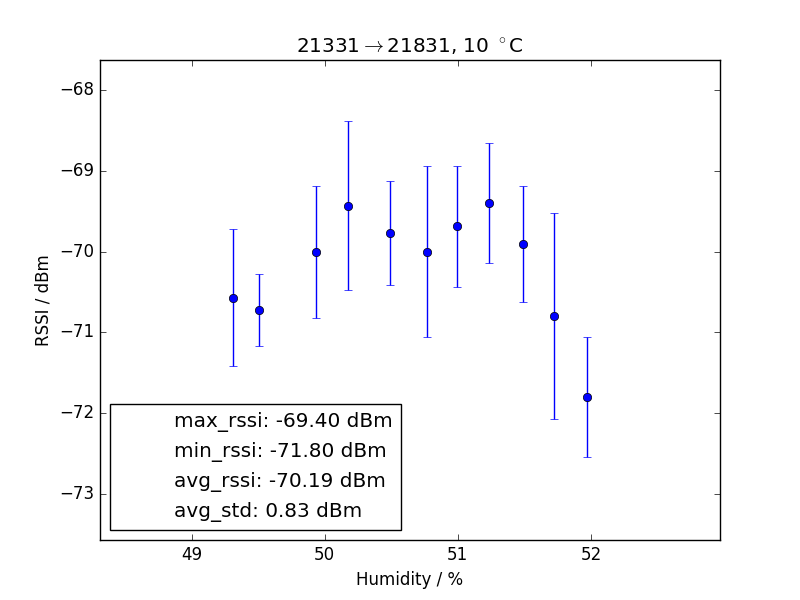 21331→21831, 10 °C
−68
−69
−70
−71
−72
−73
RSSI / dBm
max_rssi: -69.40 dBm
min_rssi: -71.80 dBm
avg_rssi: -70.19 dBm
avg_std: 0.83 dBm
49 50 51 52
Humidity / %